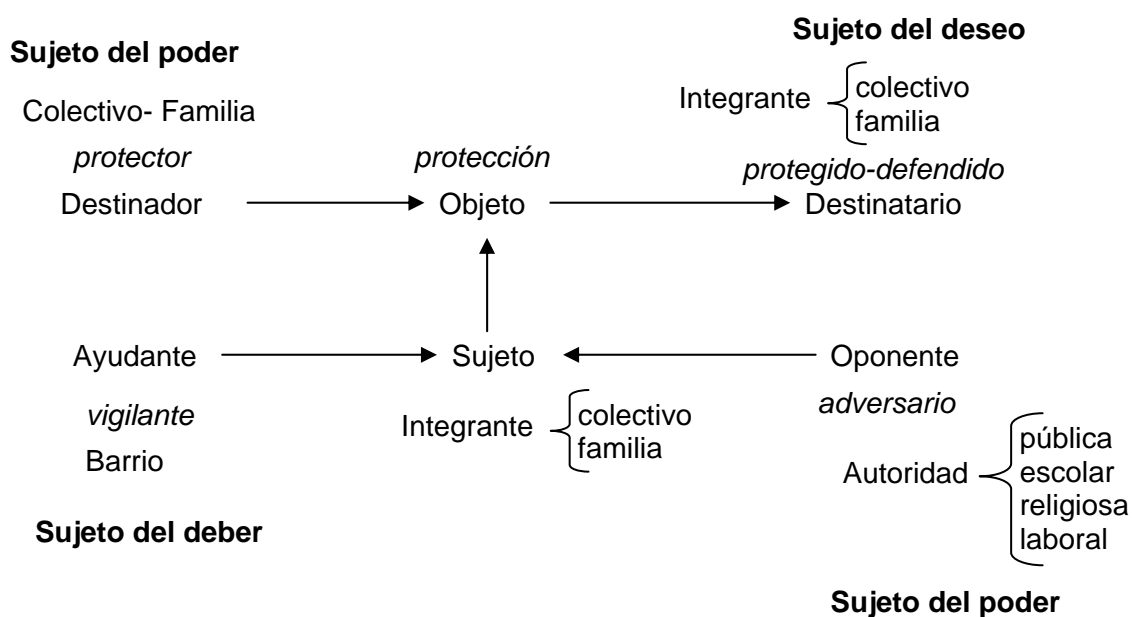 Sujeto del poder
Sujeto del deseo
Colectivo- Familia
Integrante
colectivo
familia
protector
protección
protegido-defendido
Destinador
Objeto
Destinatario
Ayudante
Sujeto
Oponente
vigilante
Barrio
Integrante
colectivo
familia
adversario
Autoridad
pública
escolar
religiosa
laboral
Sujeto del deber
Sujeto del poder